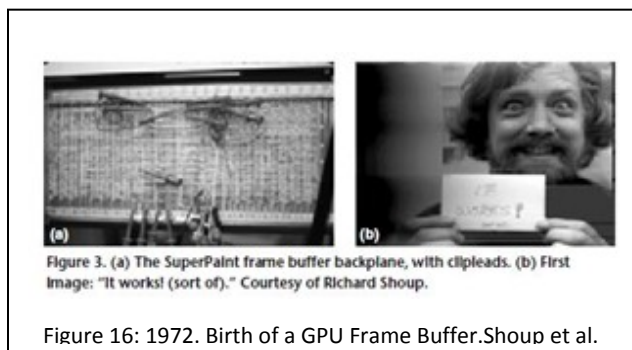 (a)
(b)
Figure 3. (a) The SuperPaint frame buffer backplane, with clipleads. (b) First
Image: "It works! (sort of)." Courtesy of Richard Shoup.
Figure 16: 1972. Birth of a GPU Frame Buffer.Shoup et al.